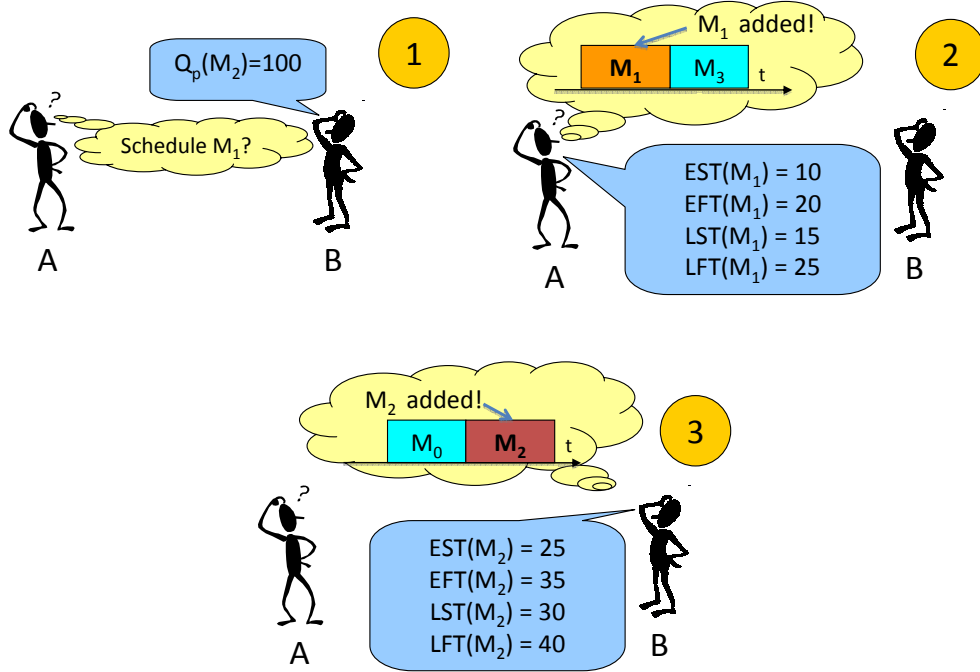 Q_p(M_2)=100
1
?
Schedule M_1?
A
B
M_1 added!
M_1 M_3 t
2
?
EST(M_1) = 10
EFT(M_1) = 20
LST(M_1) = 15
LFT(M_1) = 25
A
B
M_2 added!
M_0 M_2 t
3
?
EST(M_2) = 25
EFT(M_2) = 35
LST(M_2) = 30
LFT(M_2) = 40
A
B